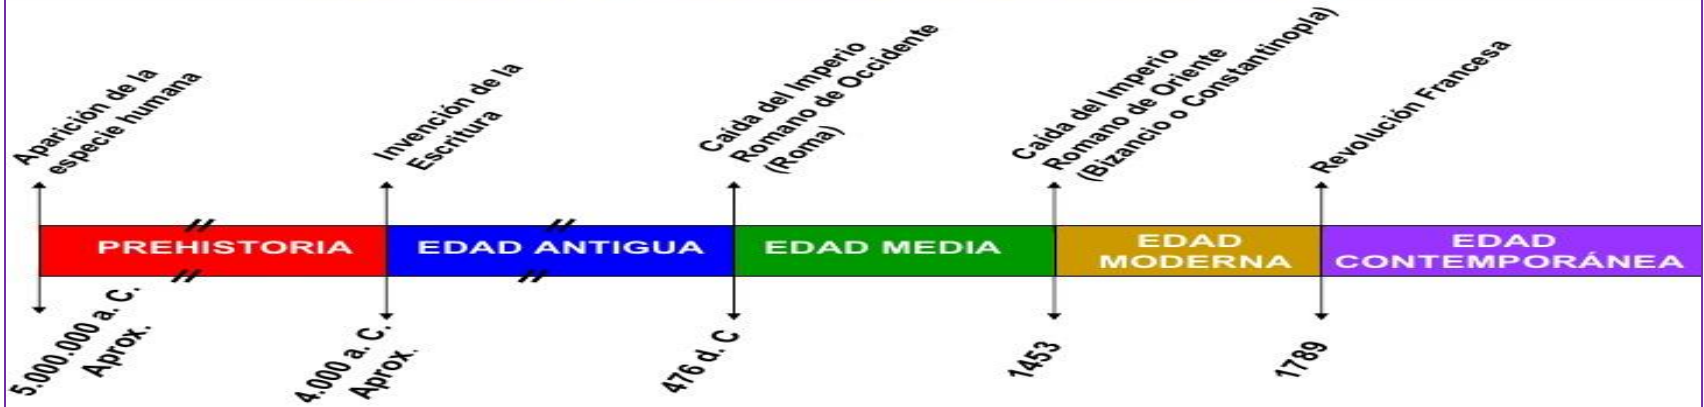 Aparición de la
especie humana
Invención de la
Escritura
Caída del Imperio
Romano de Occidente
(Roma)
Caida del Imperio
Romano de Oriente
(Bizancio o Constantinopla)
Revolución Francesa
PREHISTORIA
EDAD ANTIGUA
EDAD MEDIA
EDAD
MODERNA
EDAD
CONTEMPORÁNEA
5.000.000 a. C.
Aprox.
4.000 a. C.
Aprox.
476 d. C
1453
1789